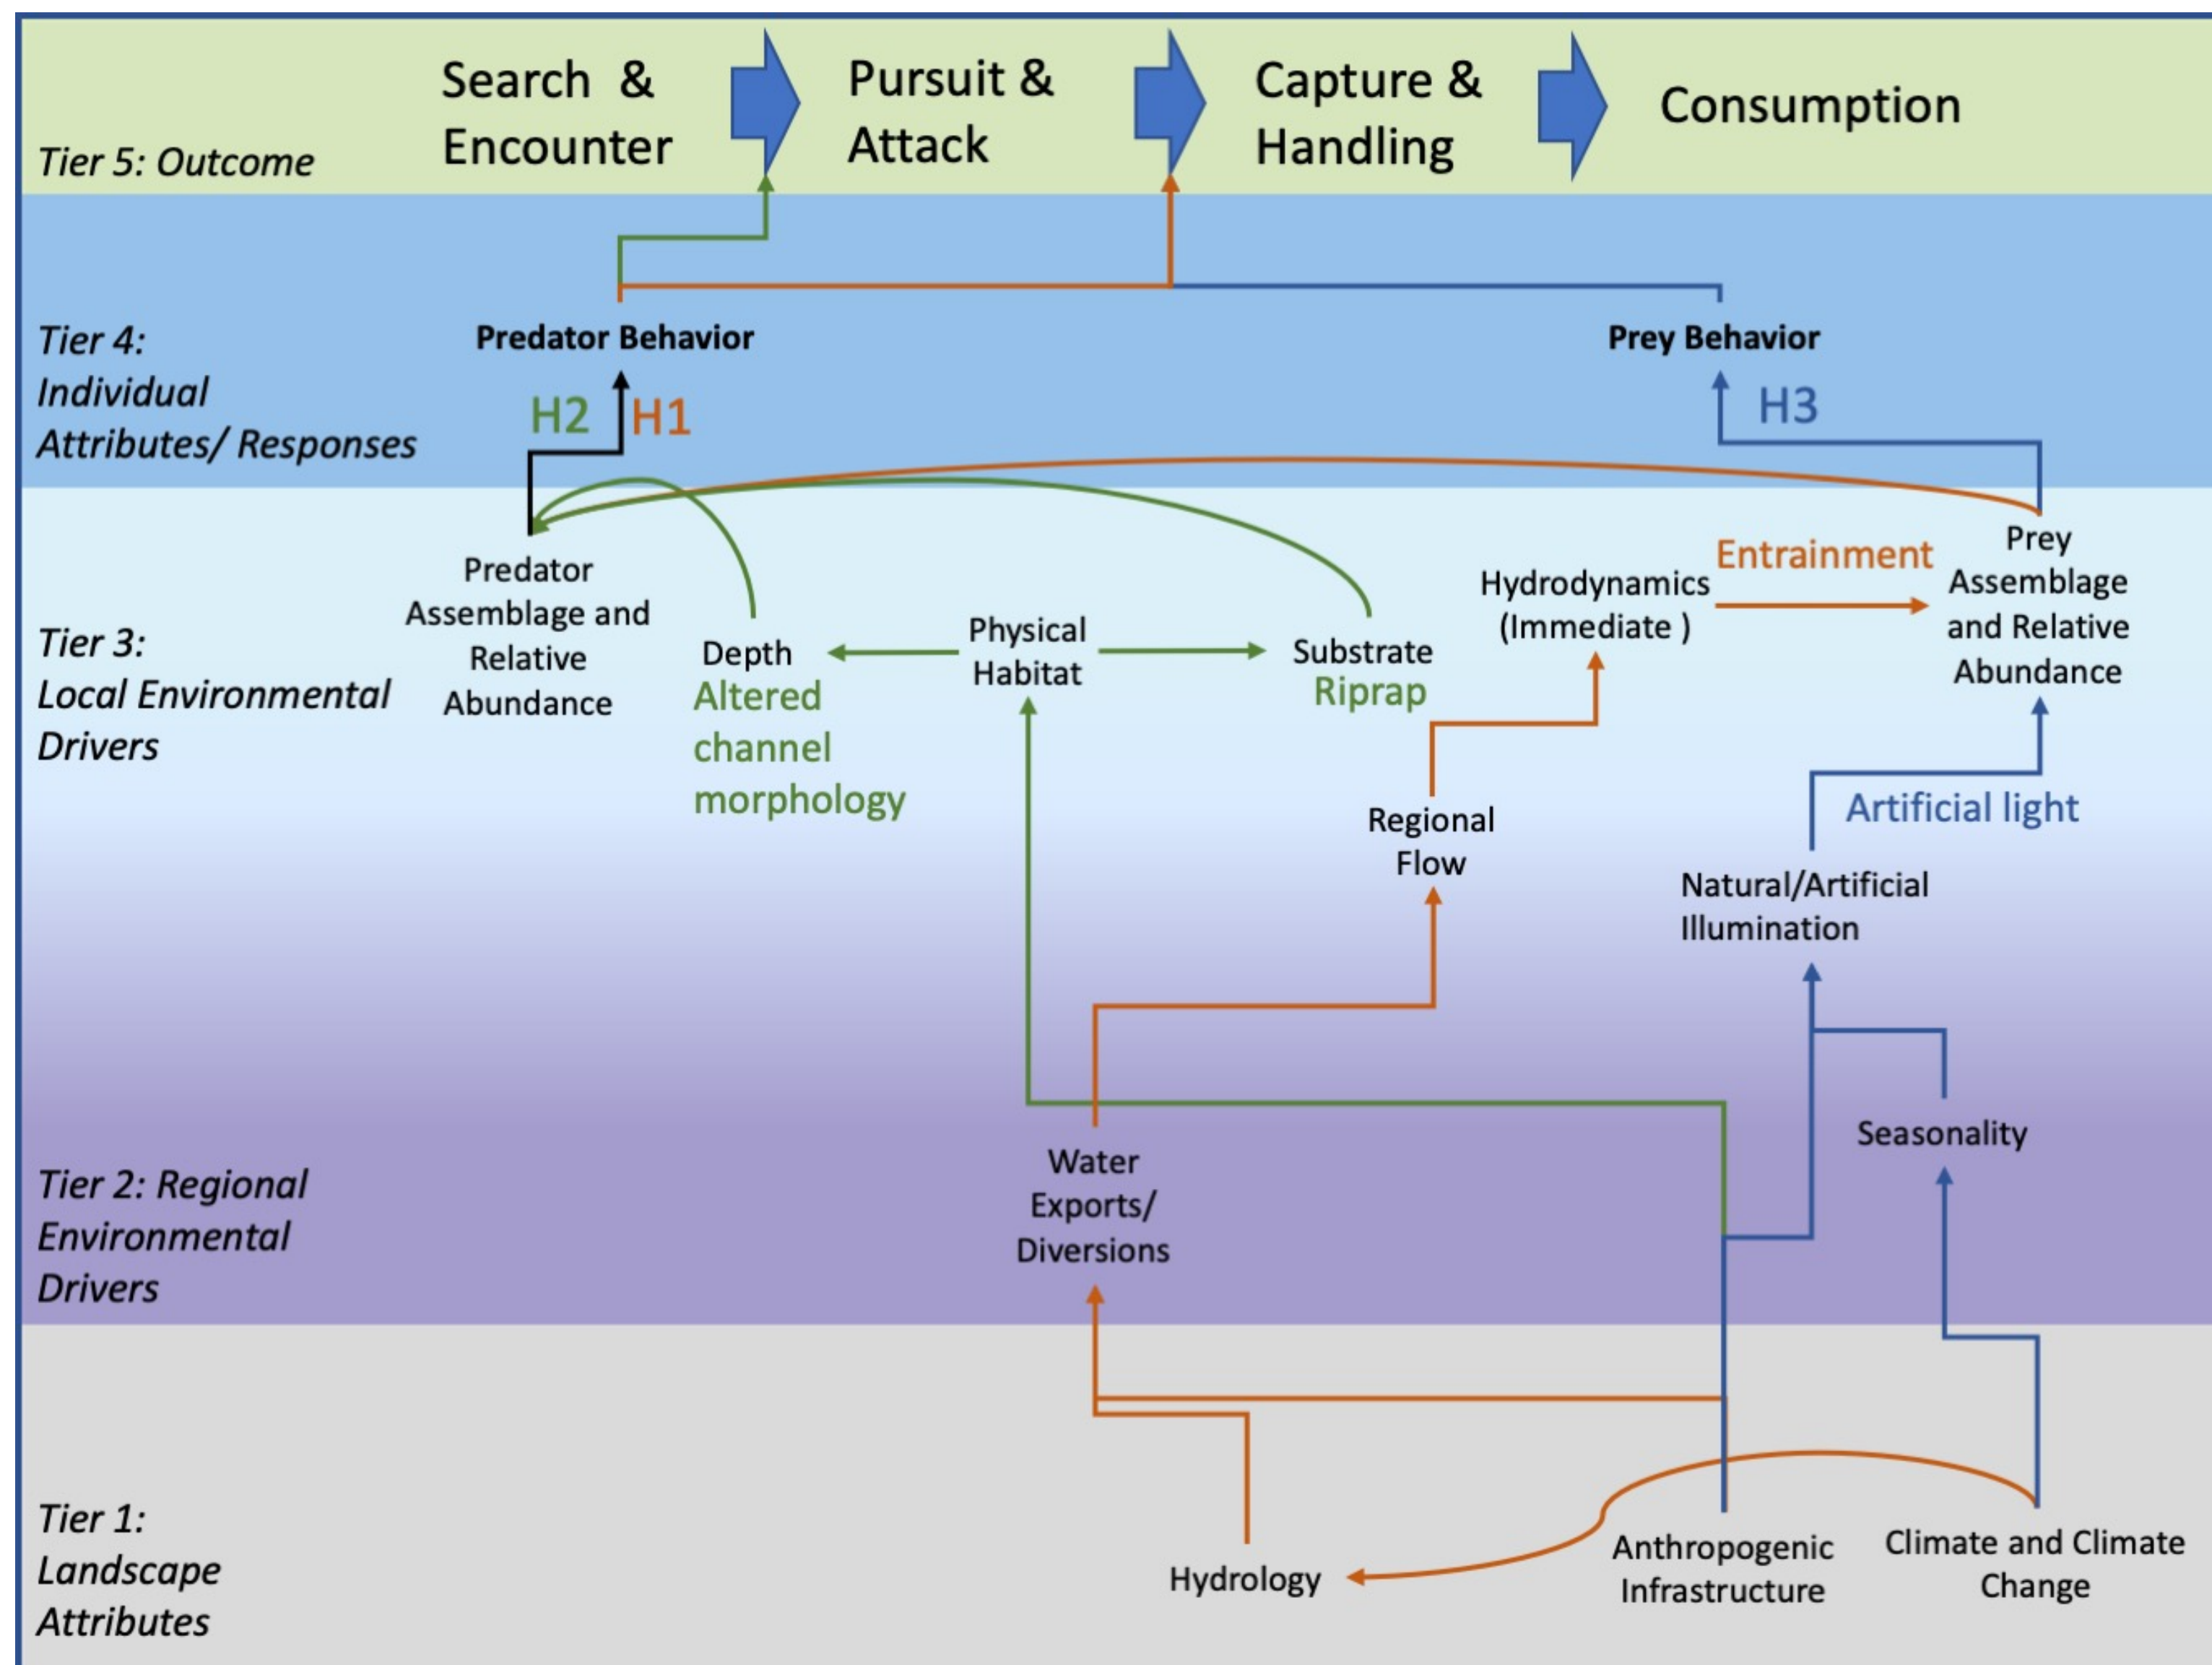 Search & 
Encounter
Pursuit &
Attack
Capture &
Handling
Consumption
Tier 5: Outcome
Predator Behavior
Prey Behavior
Tier 4:
Individual
Attributes/ Responses
H2
H1
H3
Predator
Assemblage and
Relative
Abundance
Depth
Altered
channel
morphology
Physical
Habitat
Substrate
Riprap
Hydrodynamics
(Immediate )
Entrainment
Prey
Assemblage
and Relative
Abundance
Tier 3:
Local Environmental
Drivers
Regional
Flow
Artificial light
Natural/Artificial
Illumination
Seasonality
Water
Exports/
Diversions
Tier 2: Regional
Environmental
Drivers
Tier 1:
Landscape
Attributes
Hydrology
Anthropogenic
Infrastructure
Climate and Climate
Change